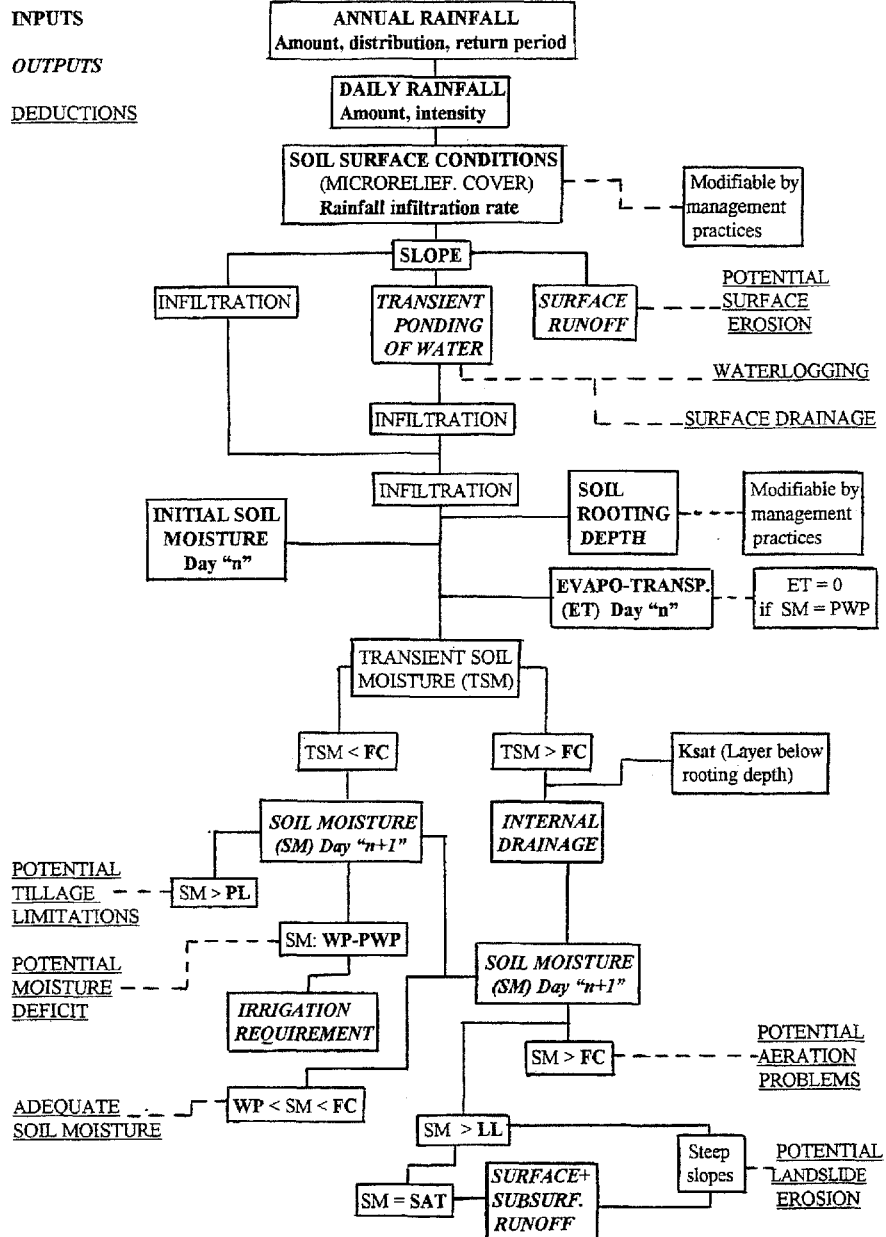 INPUTS
OUTPUTS
DEDUCTIONS
ANNUAL RAINFALL
Amount, distribution, return period
DAILY RAINFALL
Amount, intensity
SOIL SURFACE CONDITIONS
(MICRORELIEF. COVER)
Rainfall infiltration rate
Modifiable by
management
practices
SLOPE
INFILTRATION
TRANSIENT
PONDING
OF WATER
SURFACE
RUNOFF
POTENTIAL
SURFACE
EROSION
WATERLOGGING
SURFACE DRAINAGE
INFILTRATION
INFILTRATION
INITIAL SOIL
MOISTURE
Day "n"
SOIL
ROOTING
DEPTH
Modifiable by
management
practices
EVAPO-TRANSP.
(ET) Day "n"
ET = 0
if SM = PWP
TRANSIENT SOIL
MOISTURE (TSM)
TSM < FC
TSM > FC
Ksat (Layer below
rooting depth)
SOIL MOISTURE
(SM) Day "n+1"
INTERNAL
DRAINAGE
POTENTIAL
TILLAGE
LIMITATIONS
SM > PL
SM: WP-PWP
POTENTIAL
MOISTURE
DEFICIT
IRRIGATION
REQUIREMENT
SOIL MOISTURE
(SM) Day "n+1"
SM > FC
POTENTIAL
AERATION
PROBLEMS
ADEQUATE
SOIL MOISTURE
WP < SM < FC
SM > LL
Steep
slopes
POTENTIAL
LANDSLIDE
EROSION
SM = SAT
SURFACE+
SUBSURF.
RUNOFF